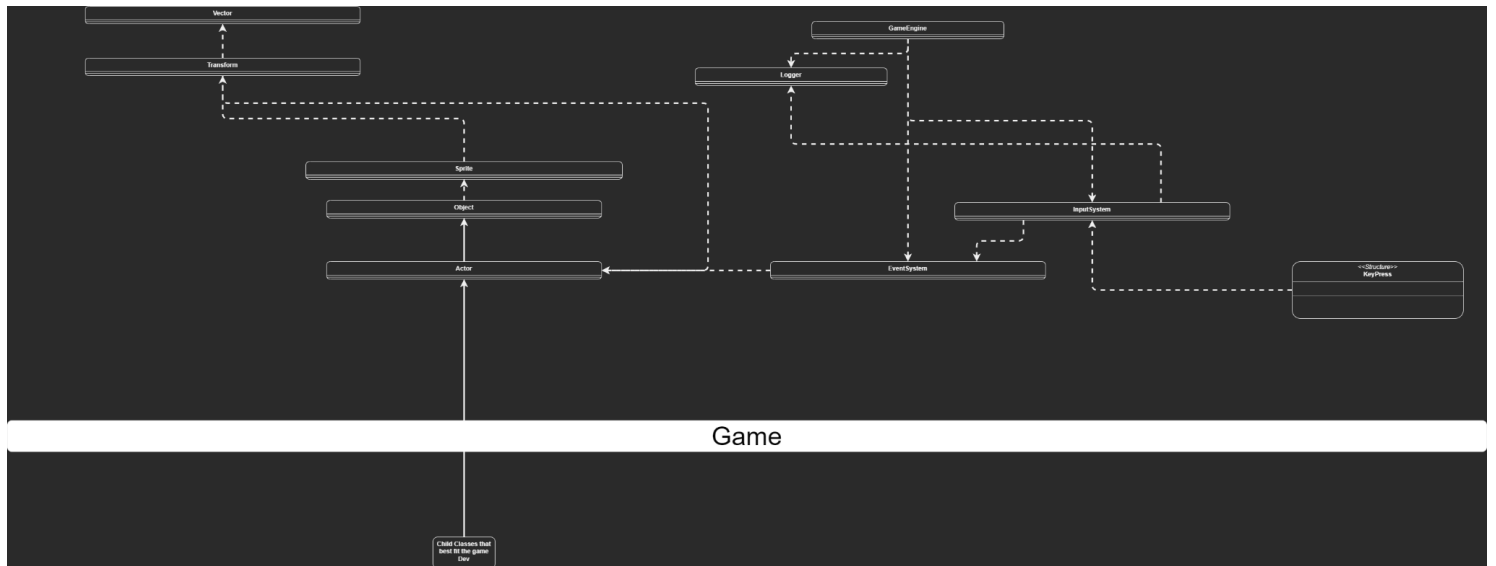 Vector
GameEngine
Transform
Logger
Sprite
Object
InputSystem
Actor
EventSystem
<<Structure>>
KeyPress
Game
Child Classes that
best fit the game
Dev